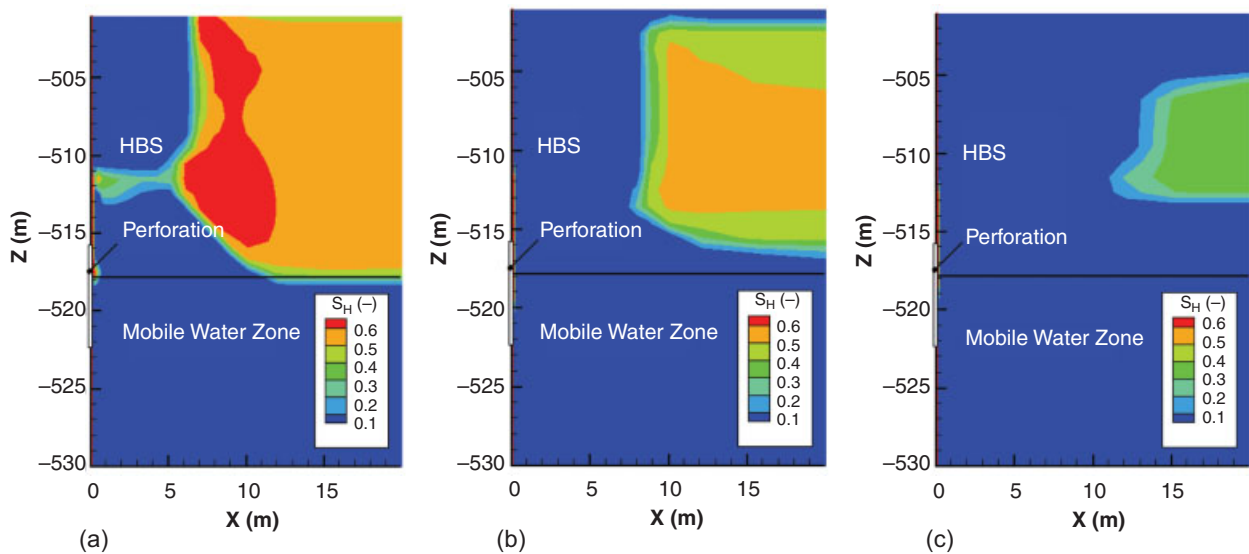 −505
−510
−515
−520
−525
−530
Z (m)
HBS
Perforation
Mobile Water Zone
S_H (−)
0.6
0.5
0.4
0.3
0.2
0.1
0 5 10 15
X (m)
(a)
−505
−510
−515
−520
−525
−530
Z (m)
HBS
Perforation
Mobile Water Zone
S_H (−)
0.6
0.5
0.4
0.3
0.2
0.1
0 5 10 15
X (m)
(b)
−505
−510
−515
−520
−525
−530
Z (m)
HBS
Perforation
Mobile Water Zone
S_H (−)
0.6
0.5
0.4
0.3
0.2
0.1
0 5 10 15
X (m)
(c)